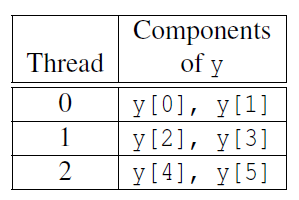 Components
Thread of y
0 y[0], y[1]
1 y[2], y[3]
2 y[4], y[5]